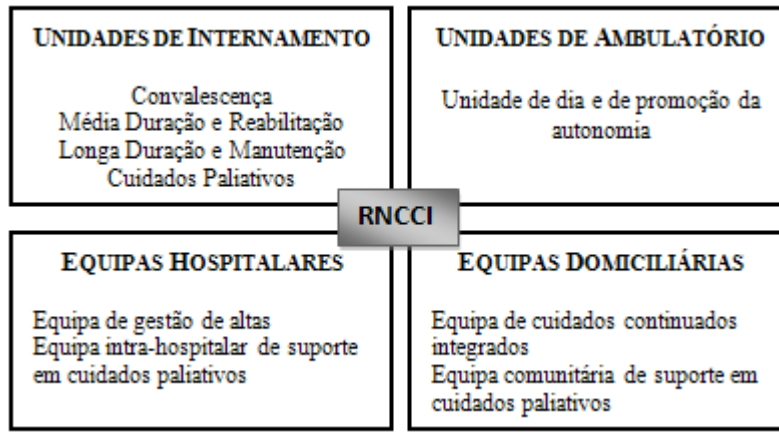 UNIDADES DE INTERNAMENTO
Convalescença
Média Duração e Reabilitação
Longa Duração e Manutenção
Cuidados Paliativos
UNIDADES DE AMBULATÓRIO
Unidade de dia e de promoção da
autonomia
RNCCI
EQUIPAS HOSPITALARES
Equipa de gestão de altas
Equipa intra-hospitalar de suporte
em cuidados paliativos
EQUIPAS DOMICILIÁRIAS
Equipa de cuidados continuados
integrados
Equipa comunitária de suporte em
cuidados paliativos